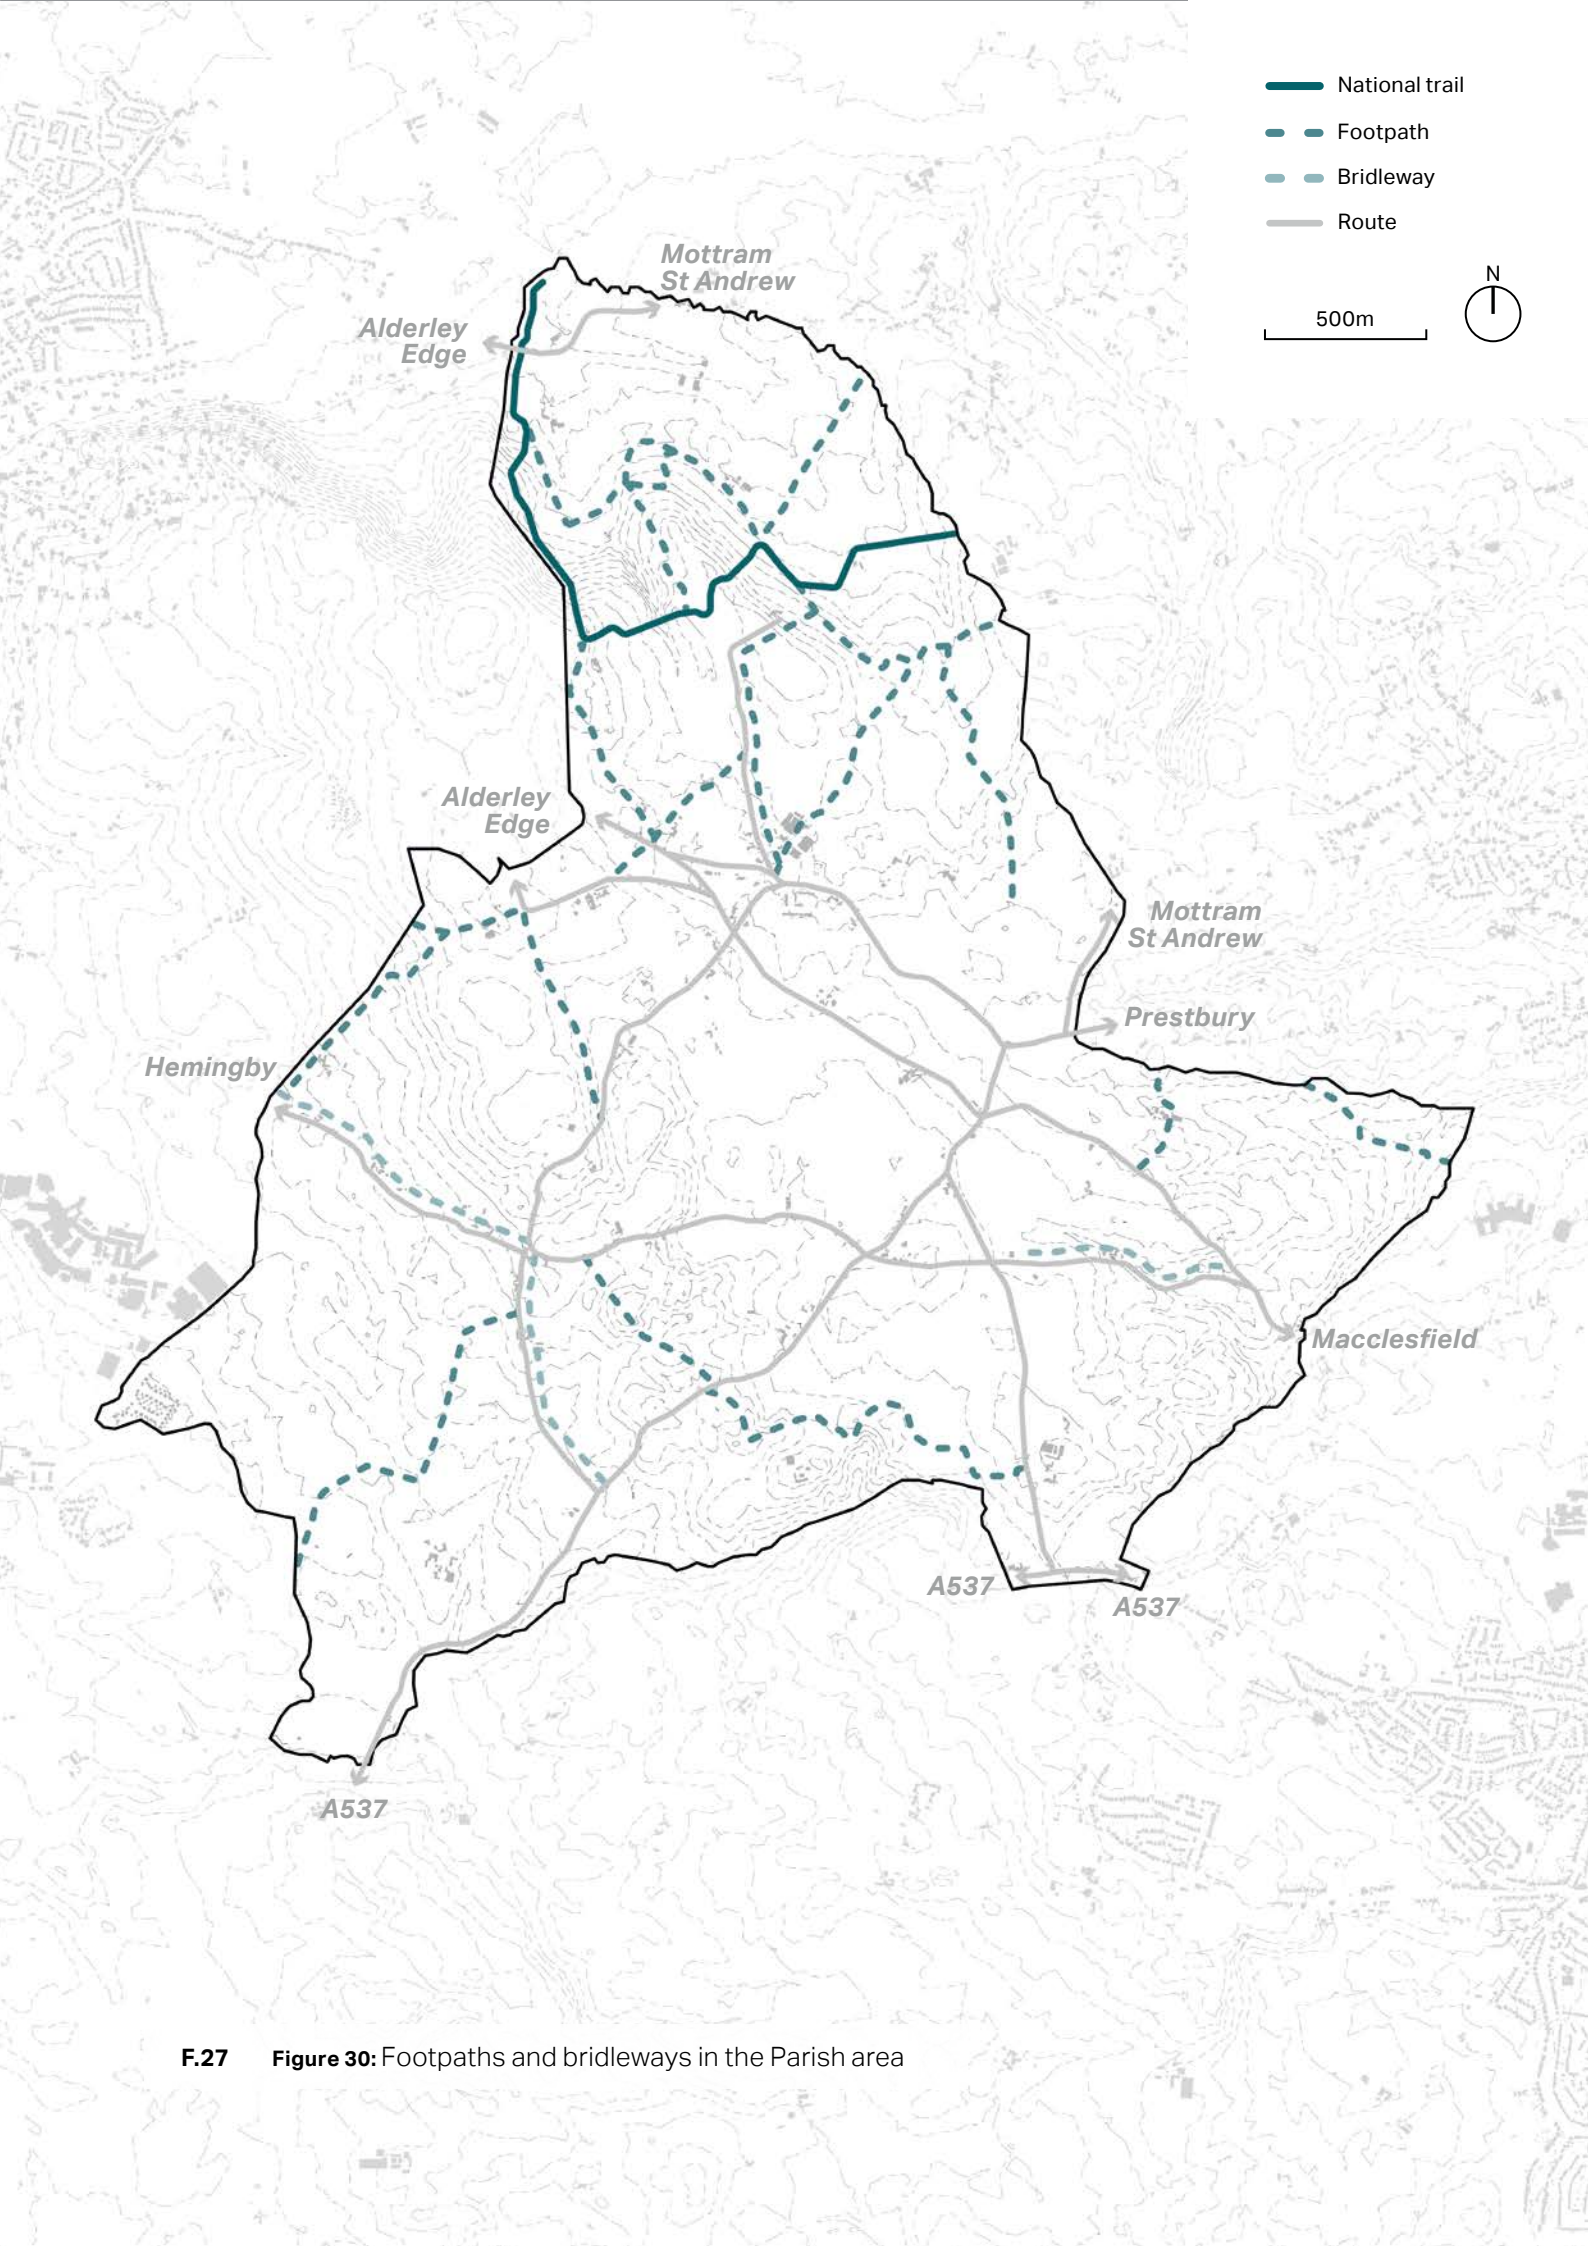 National trail
Footpath
Bridleway
Route
N
500m
Mottram
St Andrew
Alderley
Edge
Alderley
Edge
Mottram
St Andrew
Prestbury
Hemingby
Macclesfield
A537
A537
A537
F.27 Figure 30: Footpaths and bridleways in the Parish area